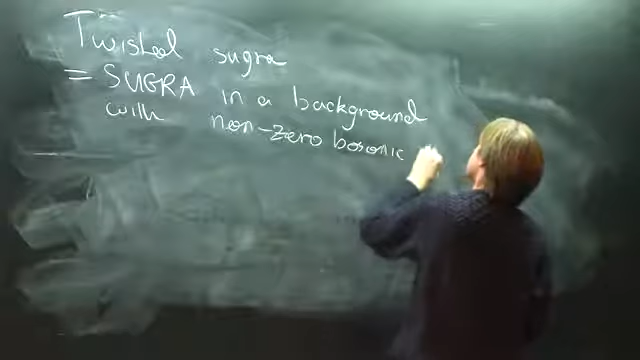 Twisted sugra
= SUGRA in a background
with non-zero bosonic